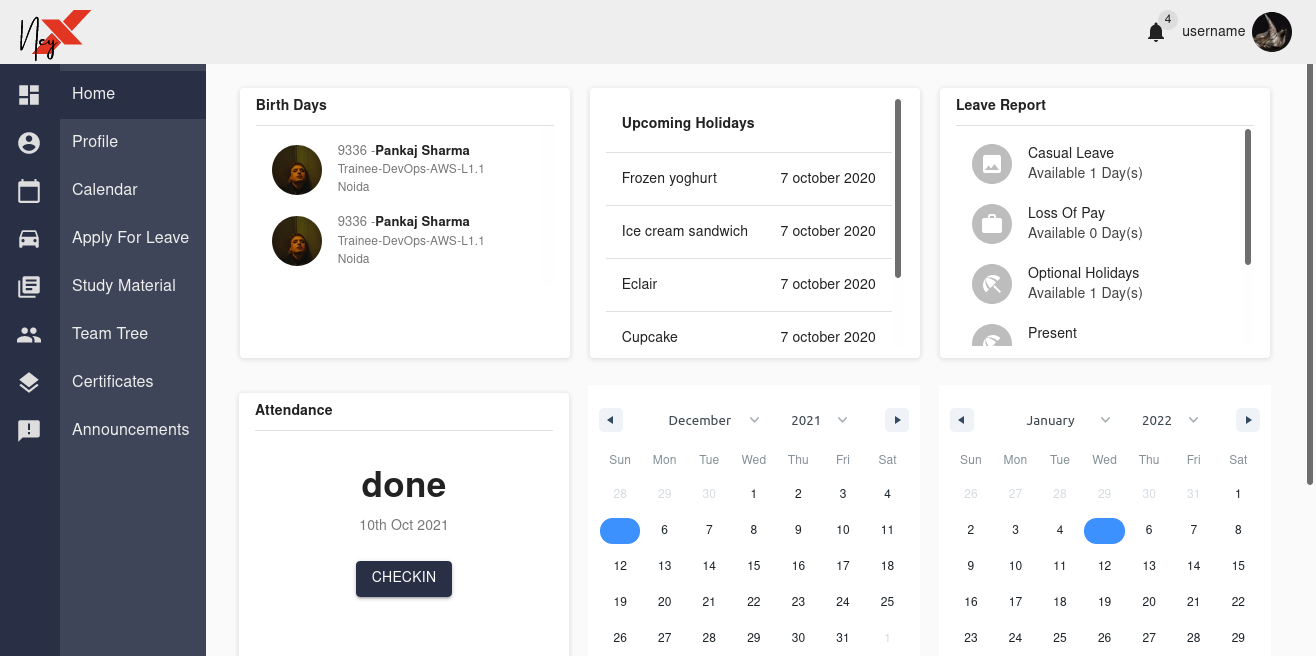 Ncy X
4
username
Home
Profile
Calendar
Apply For Leave
Study Material
Team Tree
Certificates
Announcements
Birth Days
9336 -Pankaj Sharma
Trainee-DevOps-AWS-L1.1
Noida
9336 -Pankaj Sharma
Trainee-DevOps-AWS-L1.1
Noida
Upcoming Holidays
Frozen yoghurt 7 october 2020
Ice cream sandwich 7 october 2020
Eclair 7 october 2020
Cupcake 7 october 2020
Leave Report
Casual Leave
Available 1 Day(s)
Loss Of Pay
Available 0 Day(s)
Optional Holidays
Available 1 Day(s)
Present
Attendance
done
10th Oct 2021
CHECKIN
December 2021
Sun Mon Tue Wed Thu Fri Sat
28 29 30 1 2 3 4
6 7 8 9 10 11
12 13 14 15 16 17 18
19 20 21 22 23 24 25
26 27 28 29 30 31 1
January 2022
Sun Mon Tue Wed Thu Fri Sat
26 27 28 29 30 31 1
2 3 4 6 7 8
9 10 11 12 13 14 15
16 17 18 19 20 21 22
23 24 25 26 27 28 29